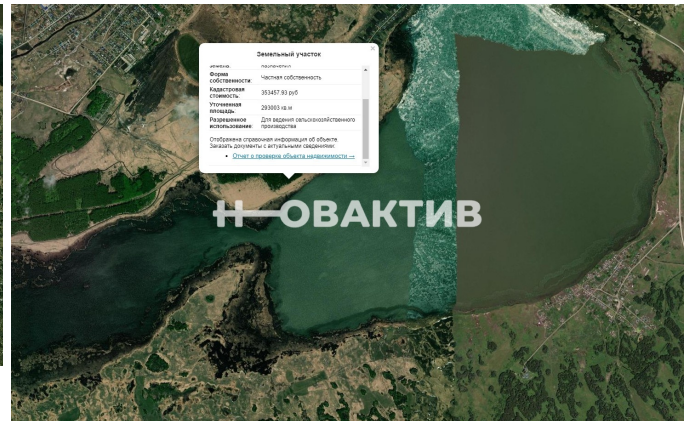 Земельный участок
Форма собственности: Частная собственность
Кадастровая стоимость: 353457.93 руб
Уточненная площадь: 293003 кв.м
Разрешенное использование: Для ведения сельскохозяйственного производства
Отображена справочная информация об объекте.
Заказать документы с актуальными сведениями:
• Отчет о проверке объекта недвижимости →
НОВАКТИВ